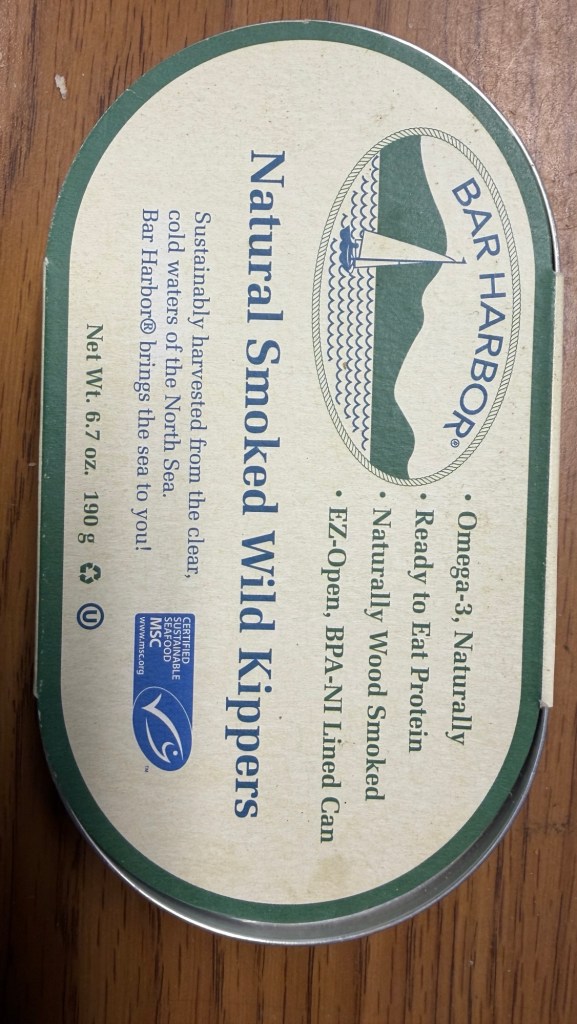 BAR HARBOR®
• Omega-3, Naturally
• Ready to Eat Protein
• Naturally Wood Smoked
• EZ-Open, BPA-NI Lined Can
Natural Smoked Wild Kippers
Sustainably harvested from the clear,
cold waters of the North Sea.
Bar Harbor® brings the sea to you!
CERTIFIED
SUSTAINABLE
SEAFOOD
MSC
www.msc.org
TM
Net Wt. 6.7 oz. 190 g U